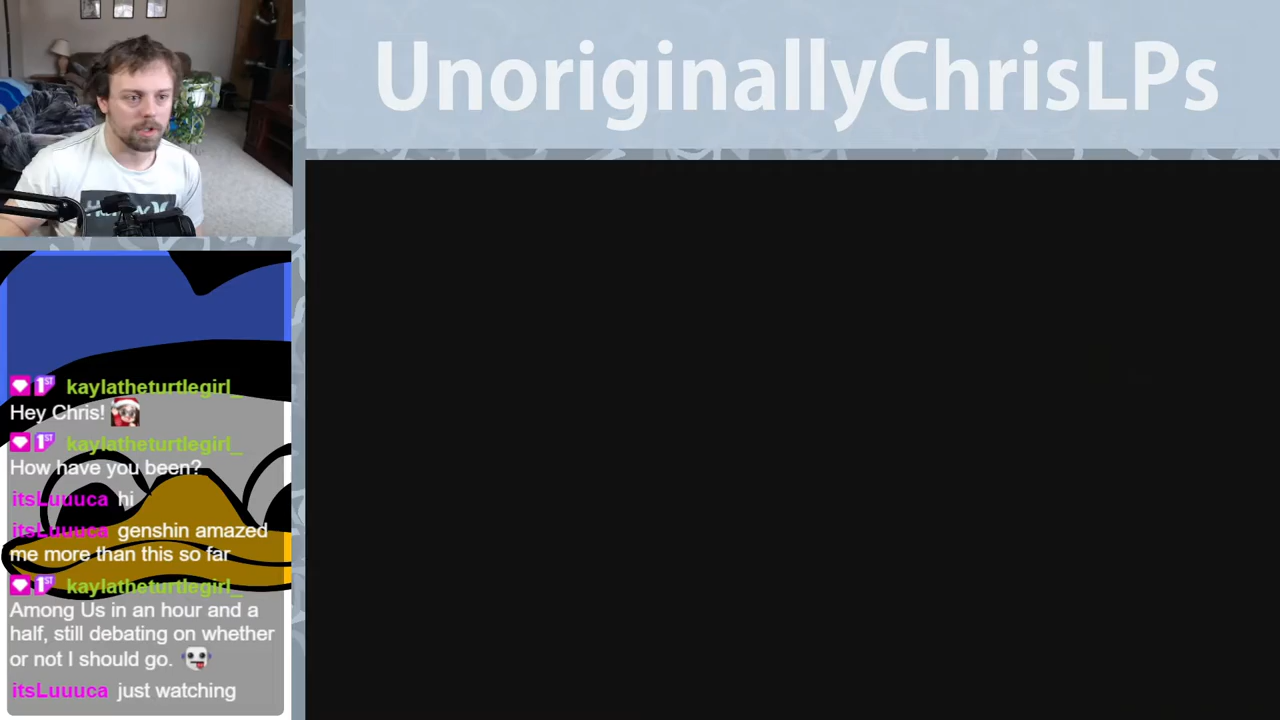 UnoriginallyChrisLPs
kaylatheturtlegirl_
Hey Chris!
kaylatheturtlegirl_
How have you been?
itsLuuuca hi
itsLuuuca genshin amazed
me more than this so far
kaylatheturtlegirl_
Among Us in an hour and a
half, still debating on whether
or not I should go.
itsLuuuca just watching